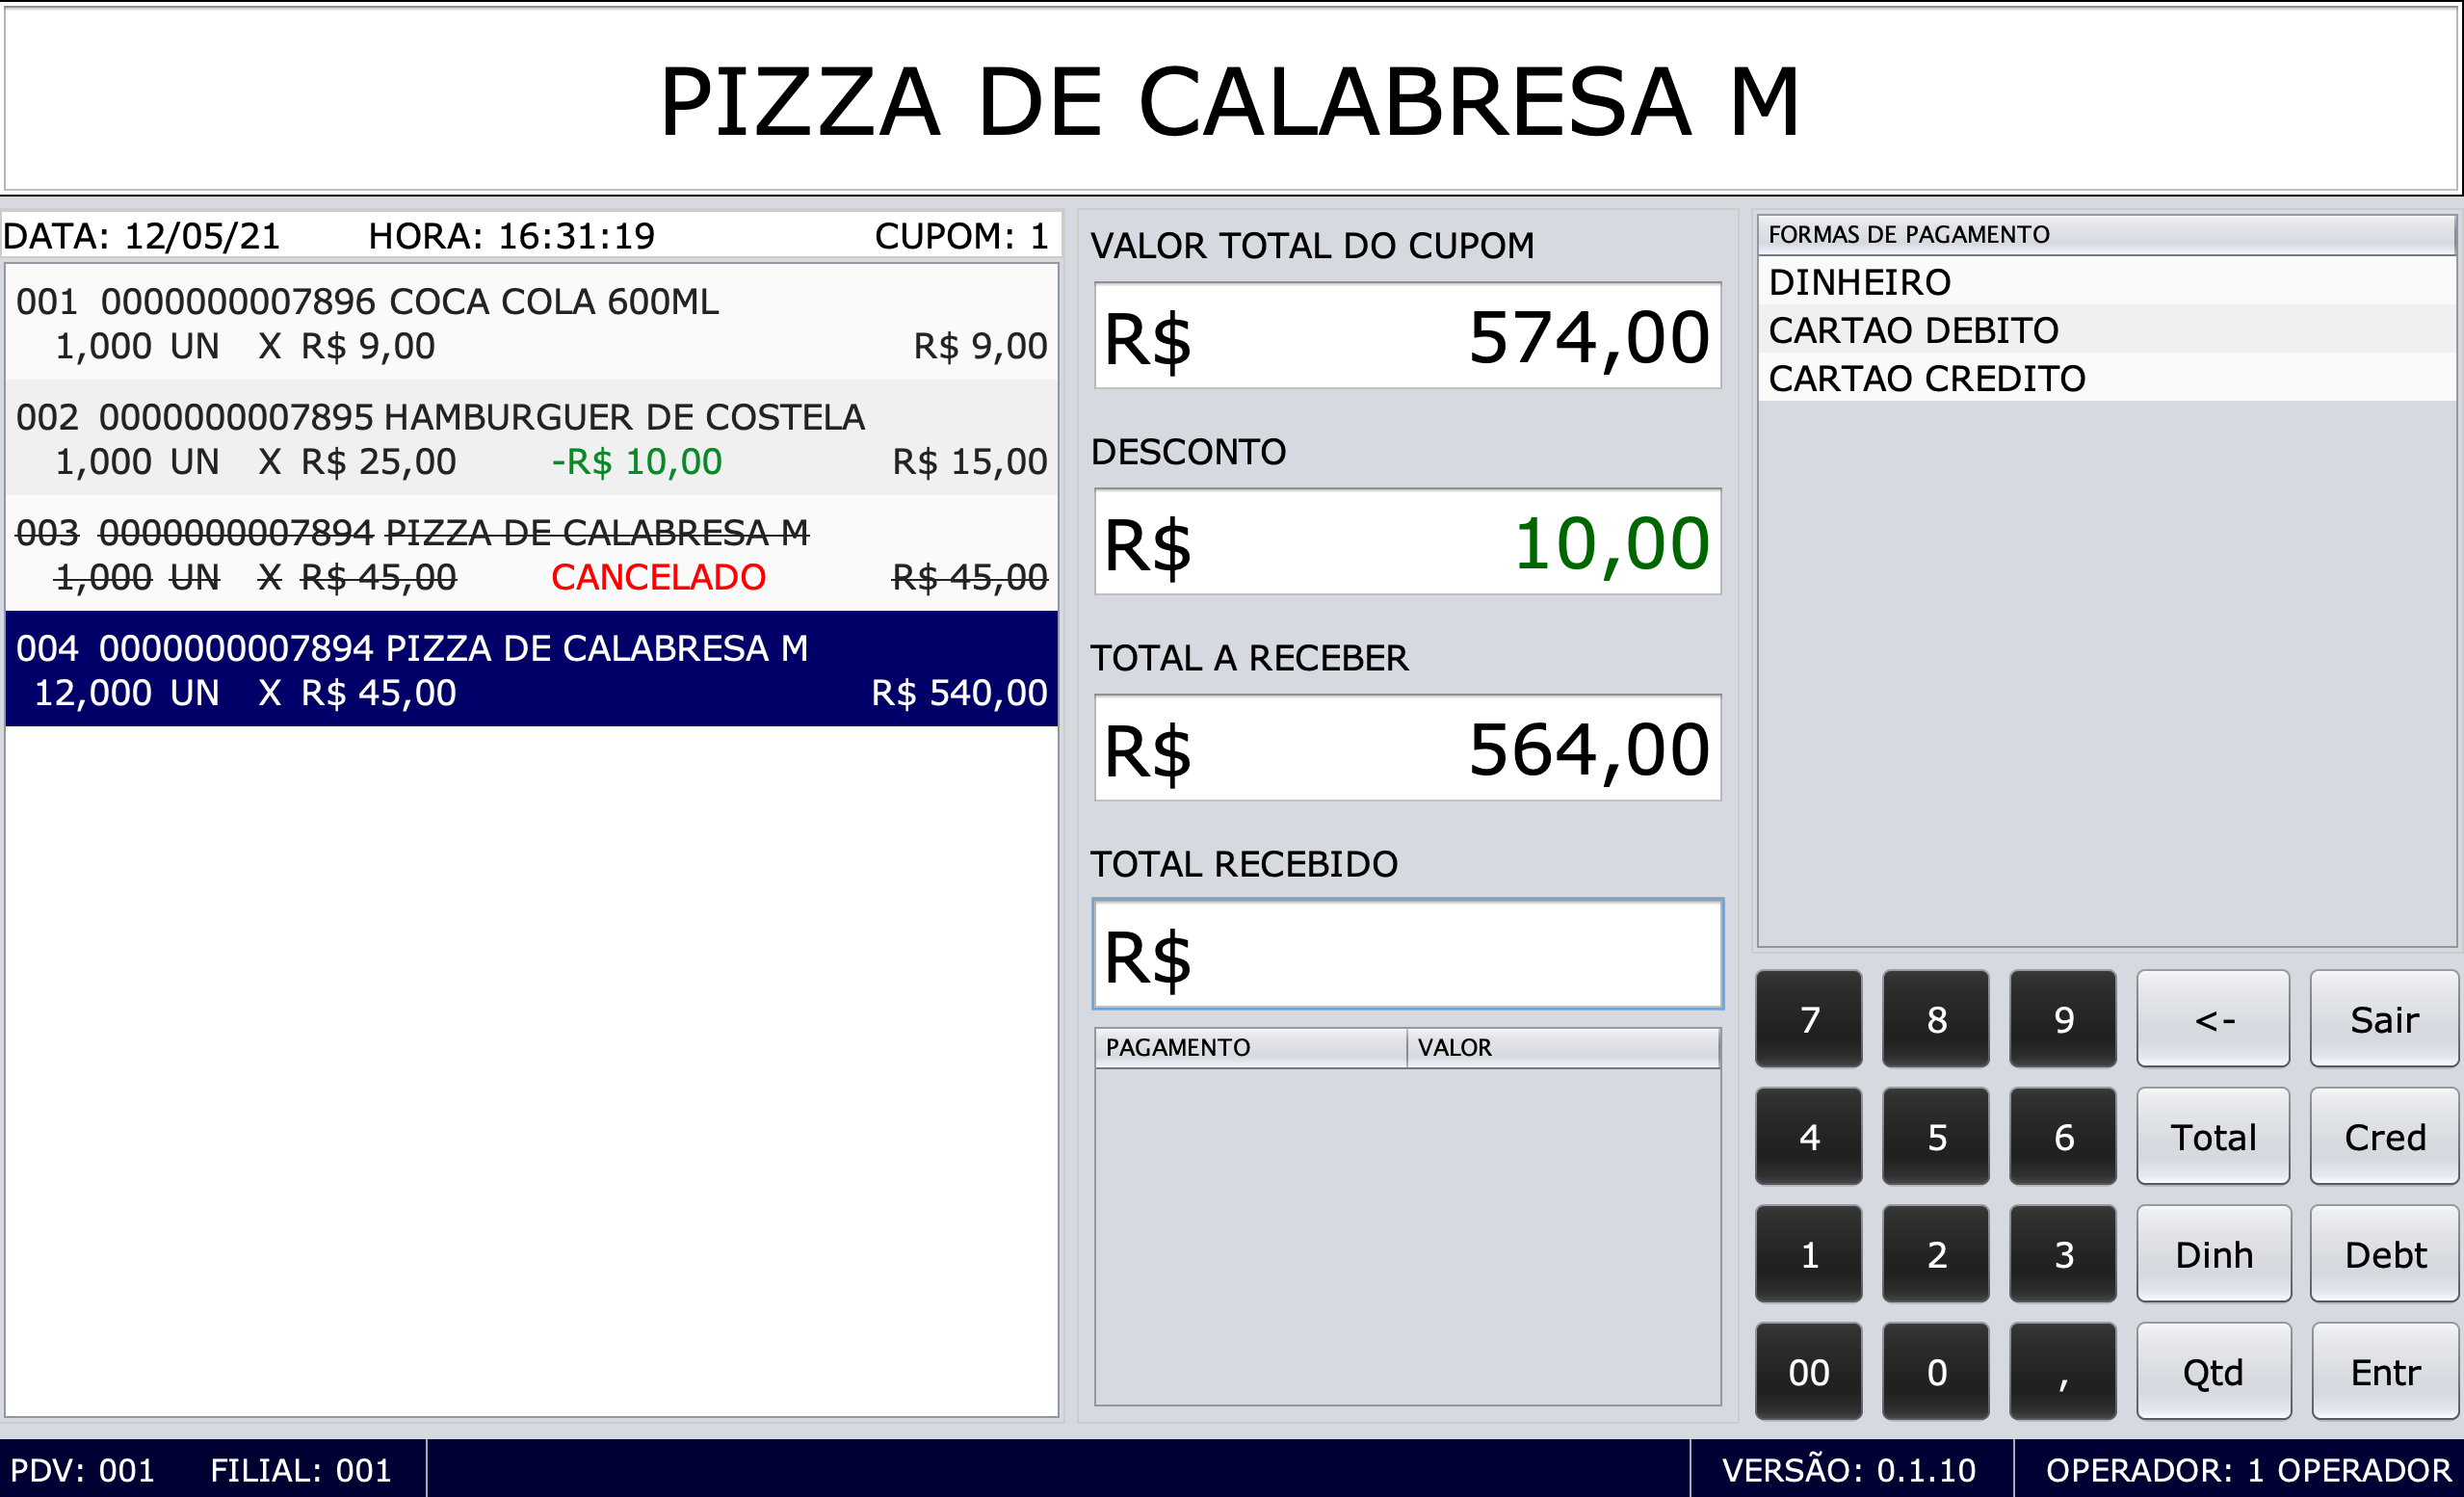 PIZZA DE CALABRESA M
DATA: 12/05/21 HORA: 16:31:19 CUPOM: 1
001 0000000007896 COCA COLA 600ML
1,000 UN X R$ 9,00 R$ 9,00
002 0000000007895 HAMBURGUER DE COSTELA
1,000 UN X R$ 25,00 -R$ 10,00 R$ 15,00
003 0000000007894 PIZZA DE CALABRESA M
1,000 UN X R$ 45,00 CANCELADO R$ 45,00
004 0000000007894 PIZZA DE CALABRESA M
12,000 UN X R$ 45,00 R$ 540,00
VALOR TOTAL DO CUPOM
R$ 574,00
DESCONTO
R$ 10,00
TOTAL A RECEBER
R$ 564,00
TOTAL RECEBIDO
R$
PAGAMENTO VALOR
FORMAS DE PAGAMENTO
DINHEIRO
CARTAO DEBITO
CARTAO CREDITO
7 8 9 <- Sair
4 5 6 Total Cred
1 2 3 Dinh Debt
00 0 , Qtd Entr
PDV: 001 FILIAL: 001 VERSÃO: 0.1.10 OPERADOR: 1 OPERADOR